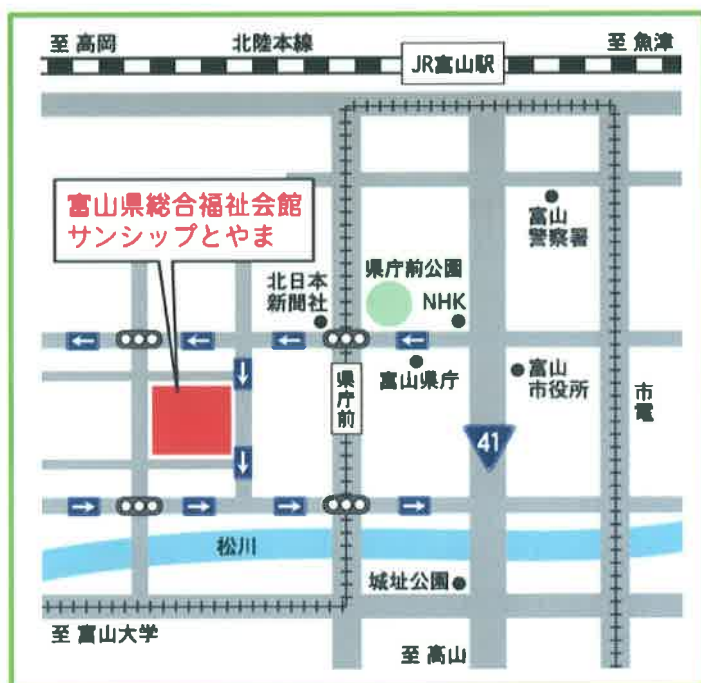 至 高岡
北陸本線
至 魚津
JR富山駅
富山県総合福祉会館
サンシップとやま
富山
警察署
県庁前公園
北日本
新聞社
NHK
富山県庁
富山
市役所
県庁前
市電
41
松川
城址公園
至 富山大学
至 高山